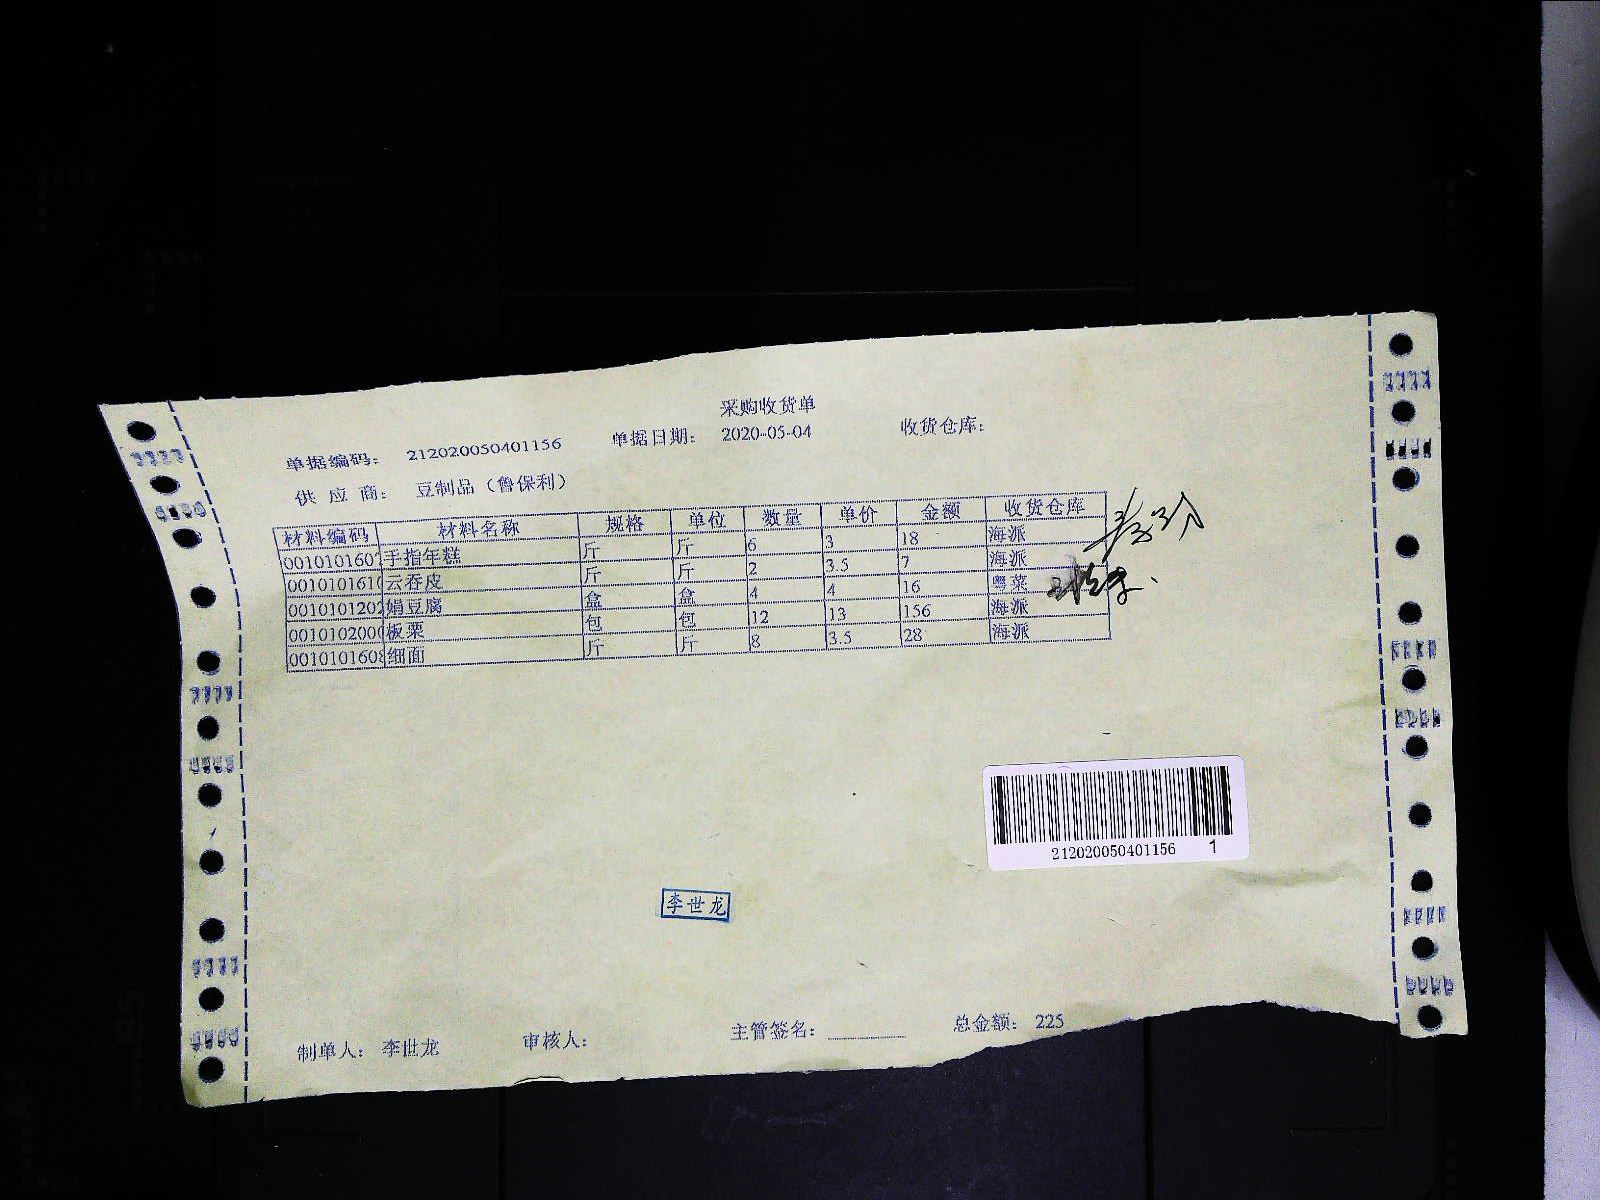 采购收货单
单据编码： 212020050401156 单据日期： 2020-05-04 收货仓库：
供 应 商： 豆制品（鲁保利）
材料编码 材料名称 规格 单位 数量 单价 金额 收货仓库
0010101607 手指年糕 斤 斤 6 3 18 海派
0010101610 云吞皮 斤 斤 2 3.5 7 海派
0010101202 娟豆腐 盒 盒 4 4 16 粤菜
0010102000 板栗 包 包 12 13 156 海派
0010101608 细面 斤 斤 8 3.5 28 海派
212020050401156 1
李世龙
制单人： 李世龙 审核人： 主管签名： 总金额： 225